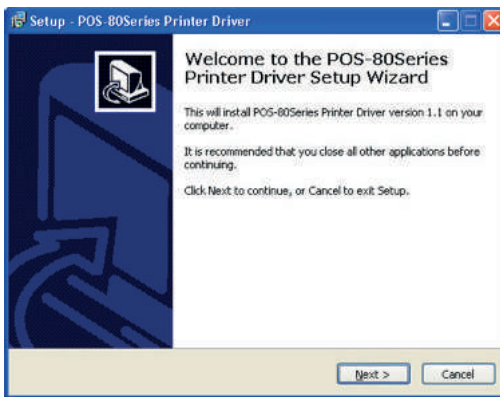 Setup - POS-80Series Printer Driver
Welcome to the POS-80Series
Printer Driver Setup Wizard
This will install POS-80Series Printer Driver version 1.1 on your
computer.
It is recommended that you close all other applications before
continuing.
Click Next to continue, or Cancel to exit Setup.
Next >
Cancel